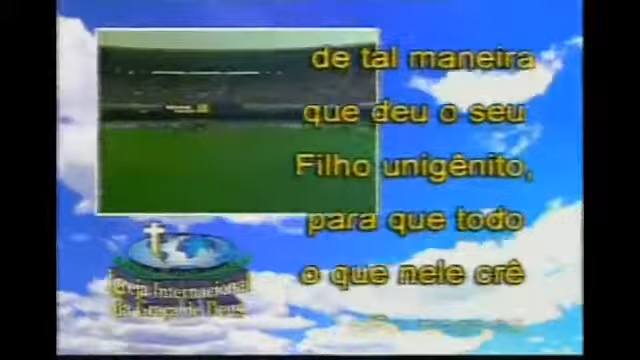 de tal maneira
que deu o seu
Filho unigênito,
para que todo
o que nele crê
Igreja Internacional
da Graça de Deus